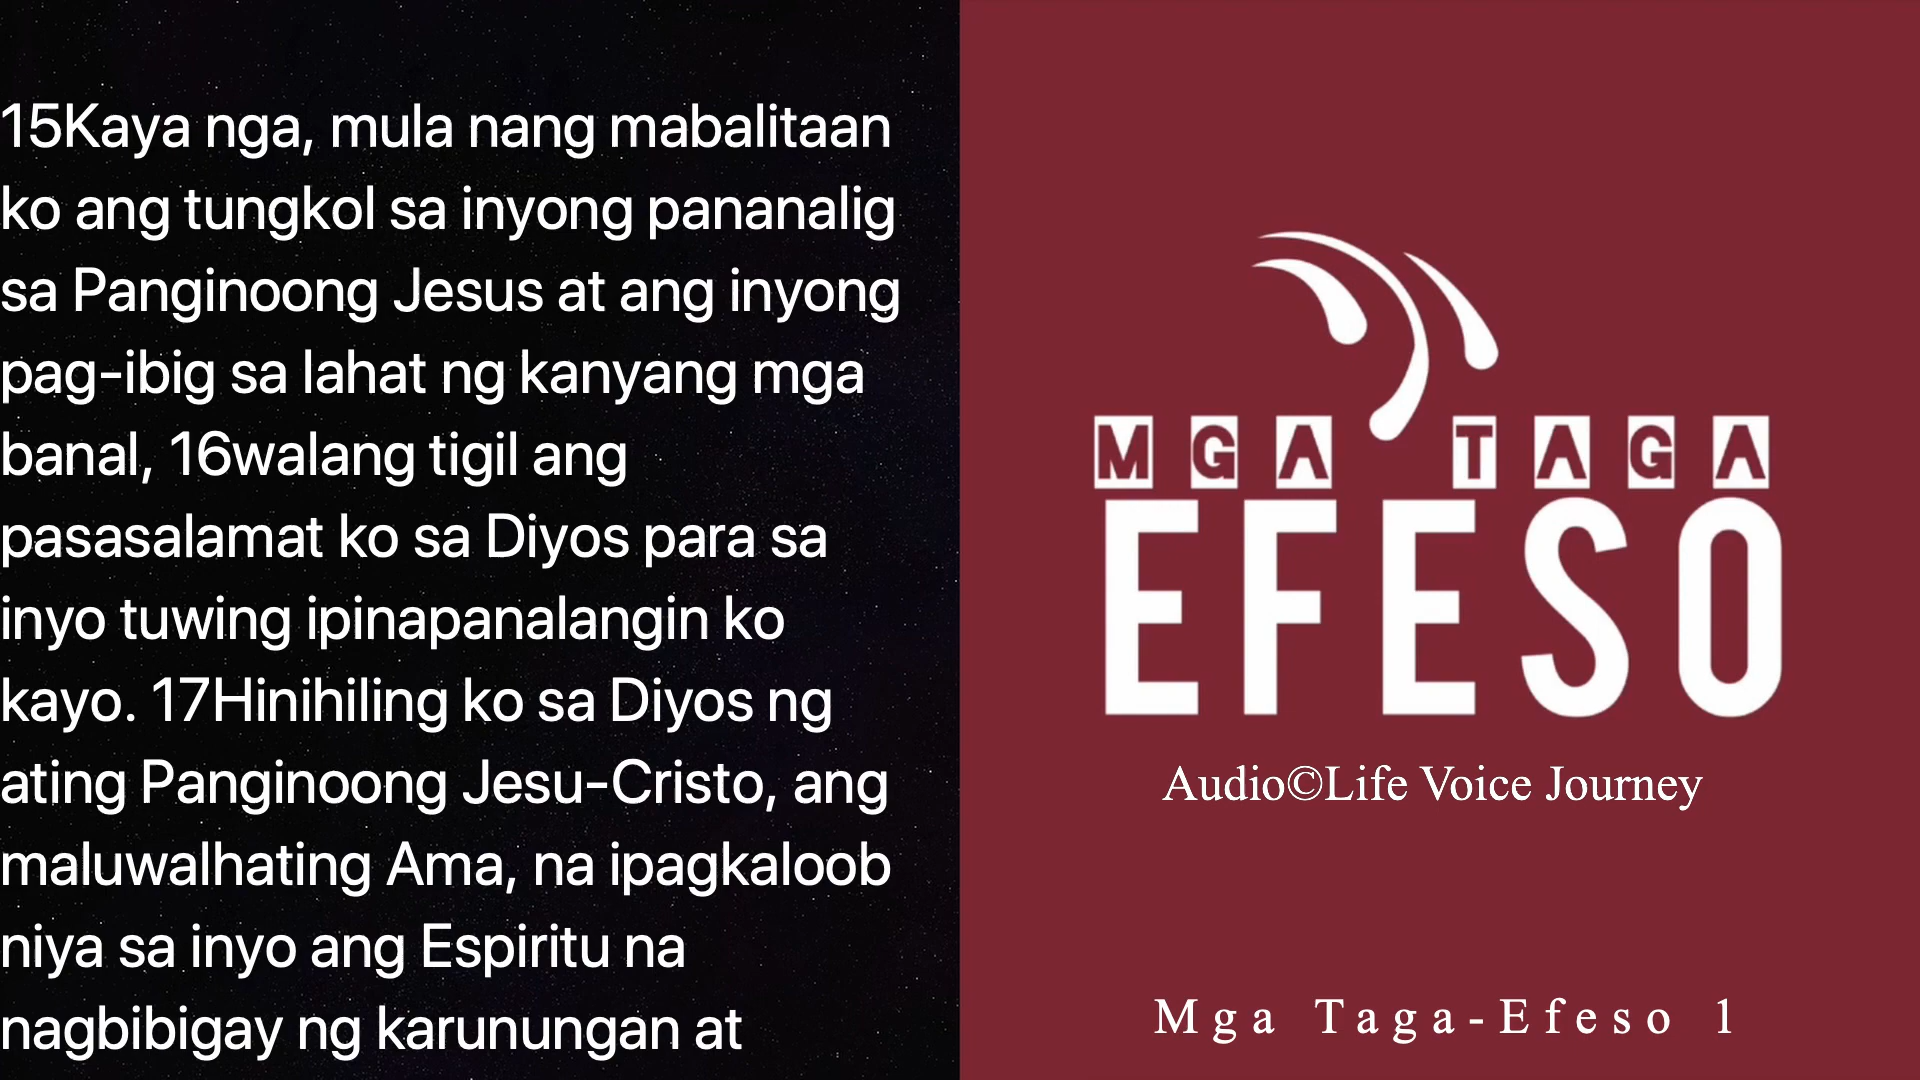 15Kaya nga, mula nang mabalitaan
ko ang tungkol sa inyong pananalig
sa Panginoong Jesus at ang inyong
pag-ibig sa lahat ng kanyang mga
banal, 16walang tigil ang
pasasalamat ko sa Diyos para sa
inyo tuwing ipinapanalangin ko
kayo. 17Hinihiling ko sa Diyos ng
ating Panginoong Jesu-Cristo, ang
maluwalhating Ama, na ipagkaloob
niya sa inyo ang Espiritu na
nagbibigay ng karunungan at
MGA TAGA
EFESO
Audio©Life Voice Journey
Mga Taga-Efeso 1